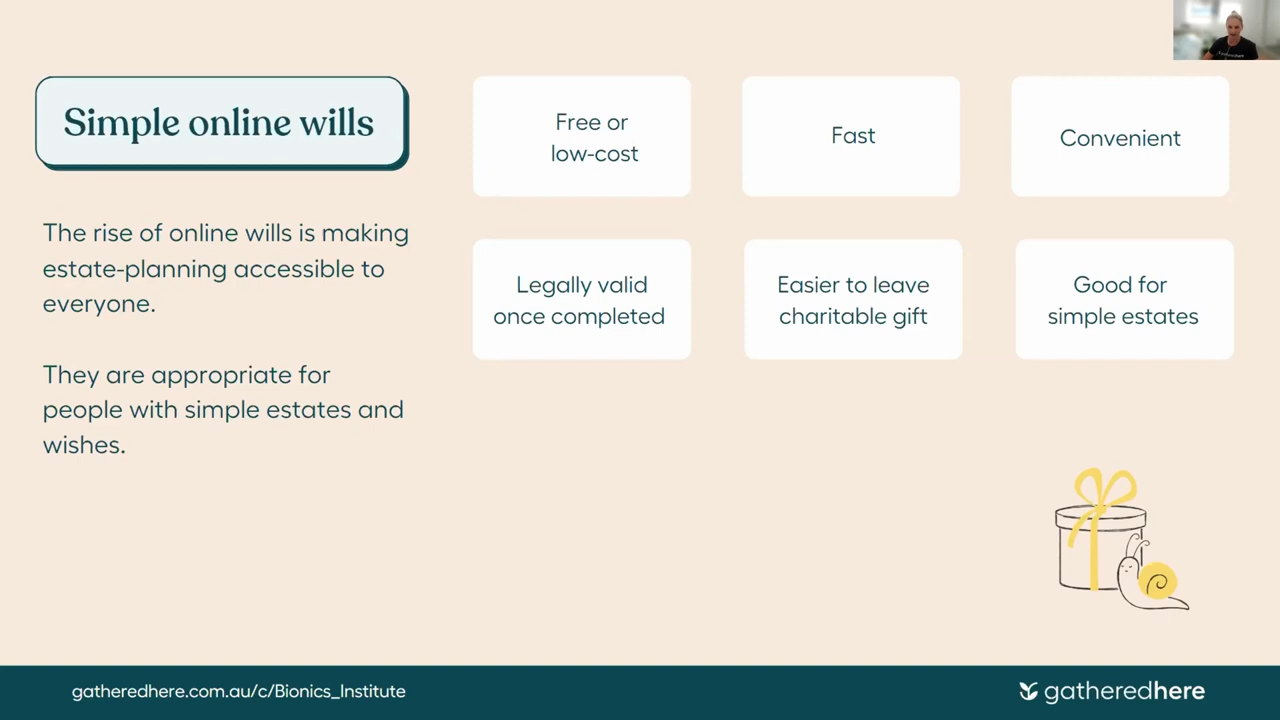 Simple online wills
The rise of online wills is making
estate-planning accessible to
everyone.
They are appropriate for
people with simple estates and
wishes.
Free or
low-cost
Fast
Convenient
Legally valid
once completed
Easier to leave
charitable gift
Good for
simple estates
gatheredhere.com.au/c/Bionics_Institute
gatheredhere